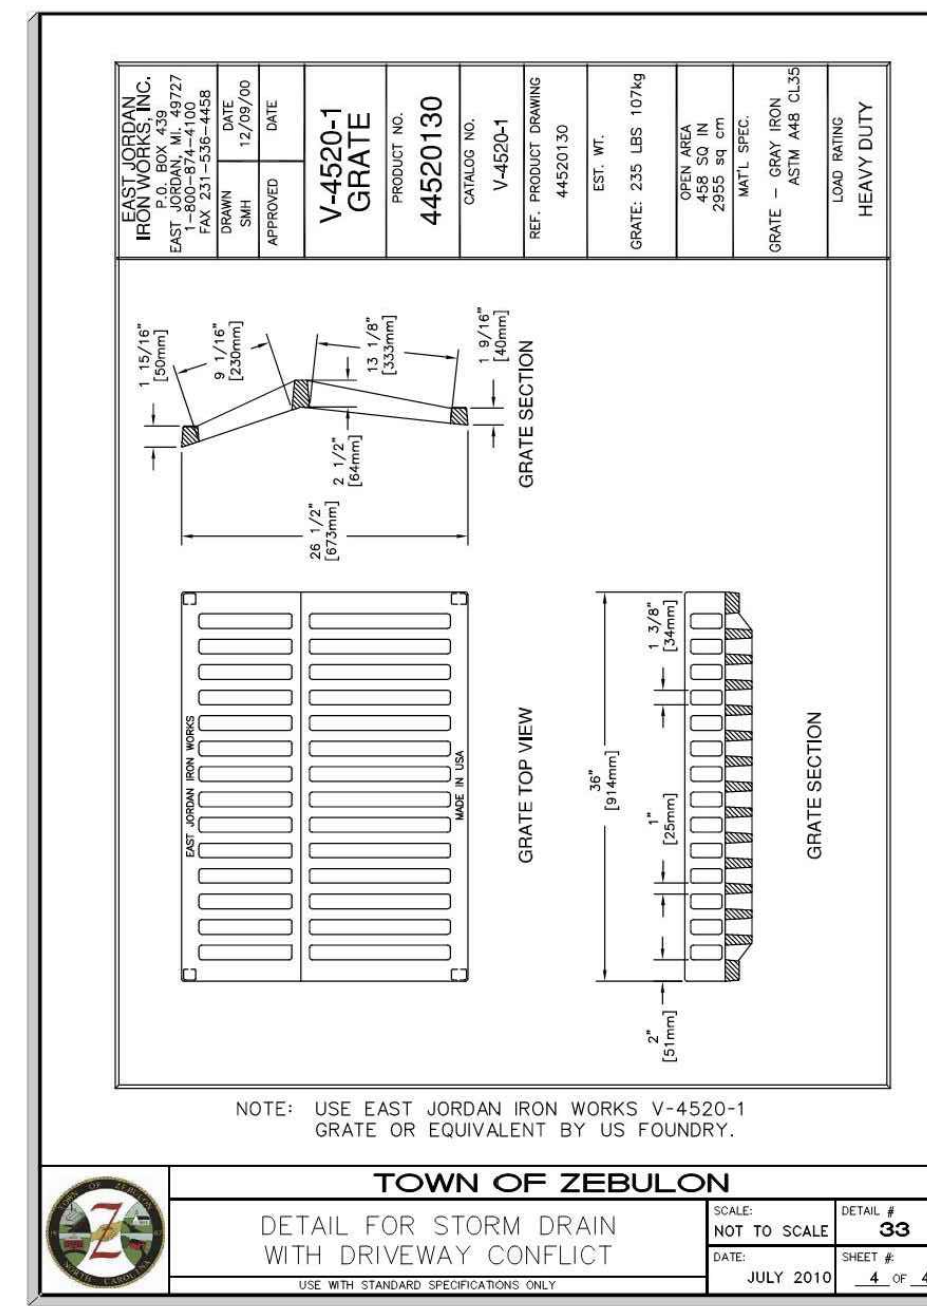 EAST JORDAN
IRON WORKS, INC.
P.O. BOX 439
EAST JORDAN, MI. 49727
1-800-874-4100
FAX 231-536-4458
DRAWN
SMH
DATE
12/09/00
APPROVED
DATE
V-4520-1
GRATE
PRODUCT NO.
44520130
CATALOG NO.
V-4520-1
REF. PRODUCT DRAWING
44520130
EST. WT.
GRATE: 235 LBS 107kg
OPEN AREA
458 SQ IN
2955 sq cm
MAT'L SPEC.
GRATE - GRAY IRON
ASTM A48 CL35
LOAD RATING
HEAVY DUTY
1 15/16"
[50mm]
9 1/16"
[230mm]
13 1/8"
[333mm]
1 9/16"
[40mm]
2 1/2"
[64mm]
26 1/2"
[673mm]
GRATE SECTION
EAST JORDAN IRON WORKS
MADE IN USA
GRATE TOP VIEW
36"
[914mm]
1 3/8"
[34mm]
1"
[25mm]
2"
[51mm]
GRATE SECTION
NOTE: USE EAST JORDAN IRON WORKS V-4520-1
GRATE OR EQUIVALENT BY US FOUNDRY.
TOWN OF ZEBULON
NORTH CAROLINA
Z
TOWN OF ZEBULON
DETAIL FOR STORM DRAIN
WITH DRIVEWAY CONFLICT
USE WITH STANDARD SPECIFICATIONS ONLY
SCALE:
NOT TO SCALE
DETAIL #
33
DATE:
JULY 2010
SHEET #:
4 OF 4